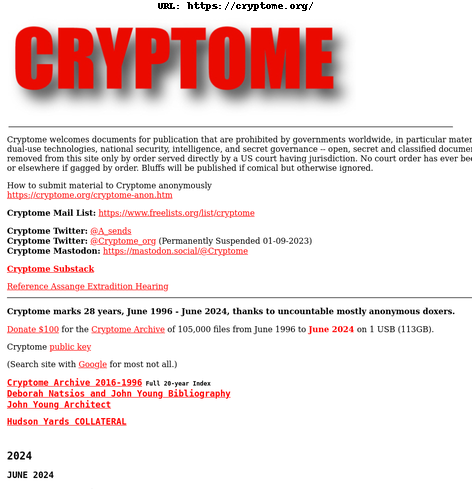 URL: https://cryptome.org/
CRYPTOME
Cryptome welcomes documents for publication that are prohibited by governments worldwide, in particular
dual-use technologies, national security, intelligence, and secret governance -- open, secret and classified
removed from this site only by order served directly by a US court having jurisdiction. No court order has ever
or elsewhere if gagged by order. Bluffs will be published if comical but otherwise ignored.
How to submit material to Cryptome anonymously
https://cryptome.org/cryptome-anon.htm
Cryptome Mail List: https://www.freelists.org/list/cryptome
Cryptome Twitter: @A_sends
Cryptome Twitter: @Cryptome_org (Permanently Suspended 01-09-2023)
Cryptome Mastodon: https://mastodon.social/@Cryptome
Cryptome Substack
Reference Assange Extradition Hearing
Cryptome marks 28 years, June 1996 - June 2024, thanks to uncountable mostly anonymous doxers.
Donate $100 for the Cryptome Archive of 105,000 files from June 1996 to June 2024 on 1 USB (113GB).
Cryptome public key
(Search site with Google for most not all.)
Cryptome Archive 2016-1996 Full 20-year Index
Deborah Natsios and John Young Bibliography
John Young Architect
Hudson Yards COLLATERAL
2024
JUNE 2024